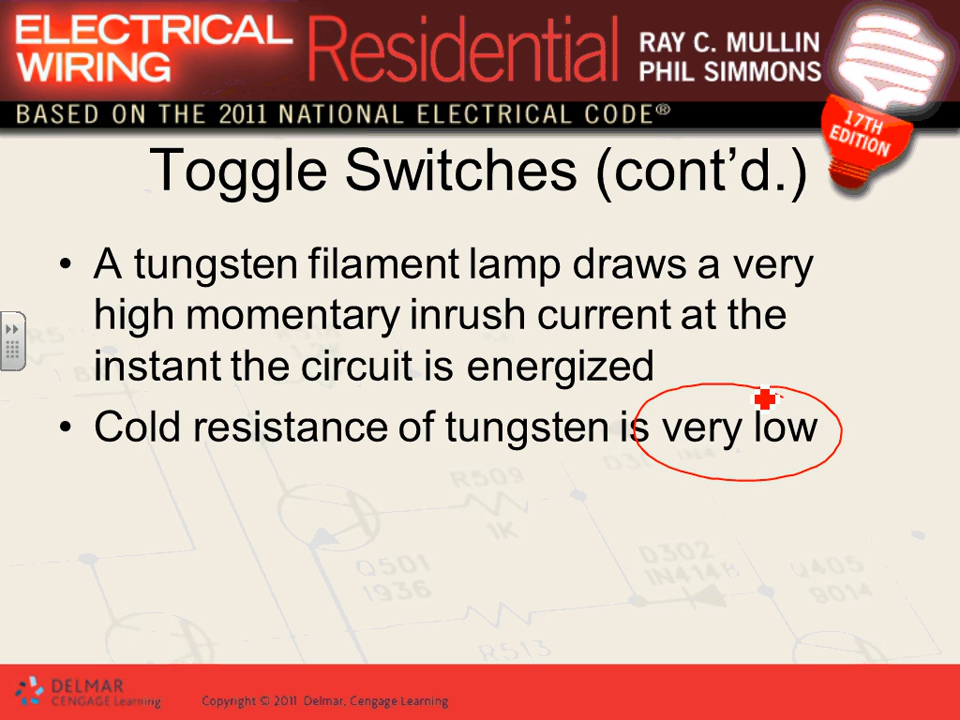 ELECTRICAL WIRING Residential RAY C. MULLIN PHIL SIMMONS
BASED ON THE 2011 NATIONAL ELECTRICAL CODE®
17TH EDITION
Toggle Switches (cont’d.)
• A tungsten filament lamp draws a very
high momentary inrush current at the
instant the circuit is energized
• Cold resistance of tungsten is very low
R509
1K
Q501
1936
D302
IN414
Q405
9014
R513
DELMAR
CENGAGE Learning
Copyright © 2011 Delmar, Cengage Learning